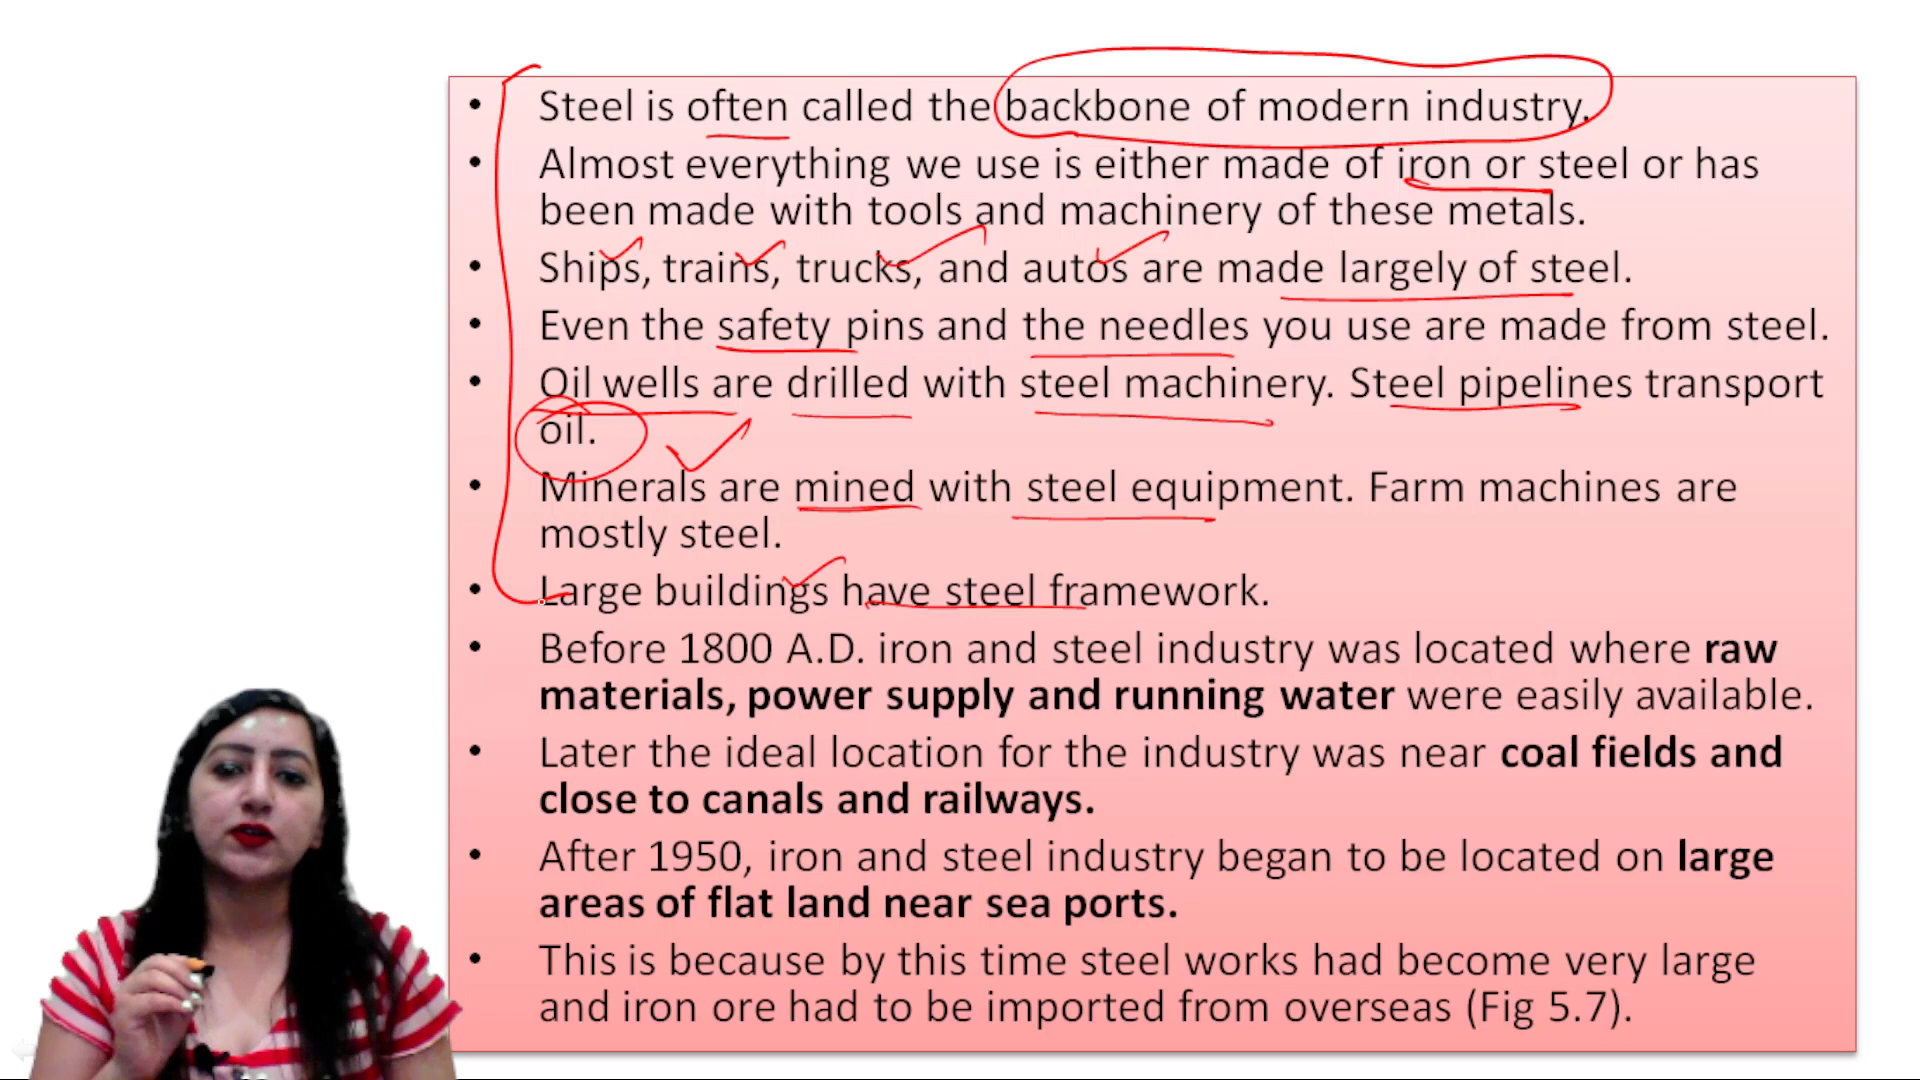 • Steel is often called the backbone of modern industry.
• Almost everything we use is either made of iron or steel or has
been made with tools and machinery of these metals.
• Ships, trains, trucks, and autos are made largely of steel.
• Even the safety pins and the needles you use are made from steel.
• Oil wells are drilled with steel machinery. Steel pipelines transport
oil.
• Minerals are mined with steel equipment. Farm machines are
mostly steel.
• Large buildings have steel framework.
• Before 1800 A.D. iron and steel industry was located where raw
materials, power supply and running water were easily available.
• Later the ideal location for the industry was near coal fields and
close to canals and railways.
• After 1950, iron and steel industry began to be located on large
areas of flat land near sea ports.
• This is because by this time steel works had become very large
and iron ore had to be imported from overseas (Fig 5.7).